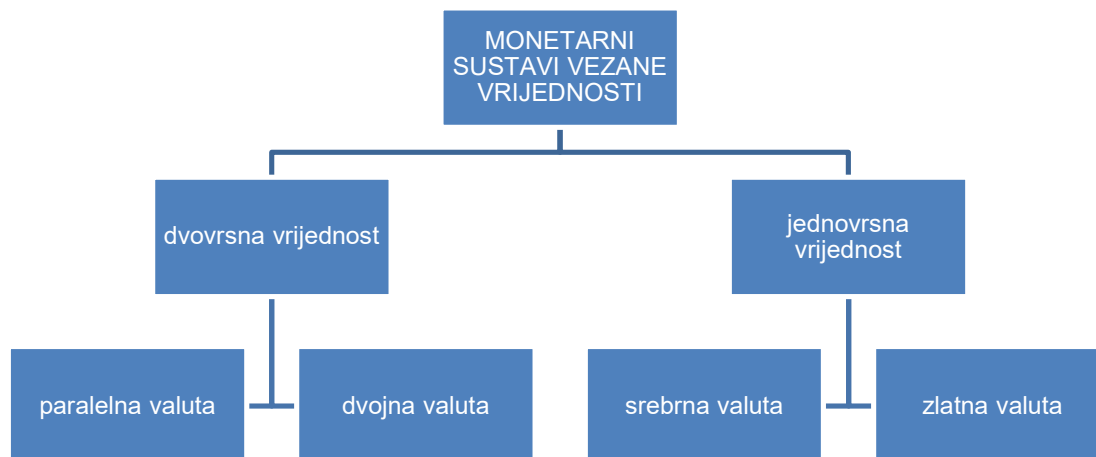 MONETARNI
SUSTAVI VEZANE
VRIJEDNOSTI
dvovrsna vrijednost
jednovrsna
vrijednost
paralelna valuta
dvojna valuta
srebrna valuta
zlatna valuta